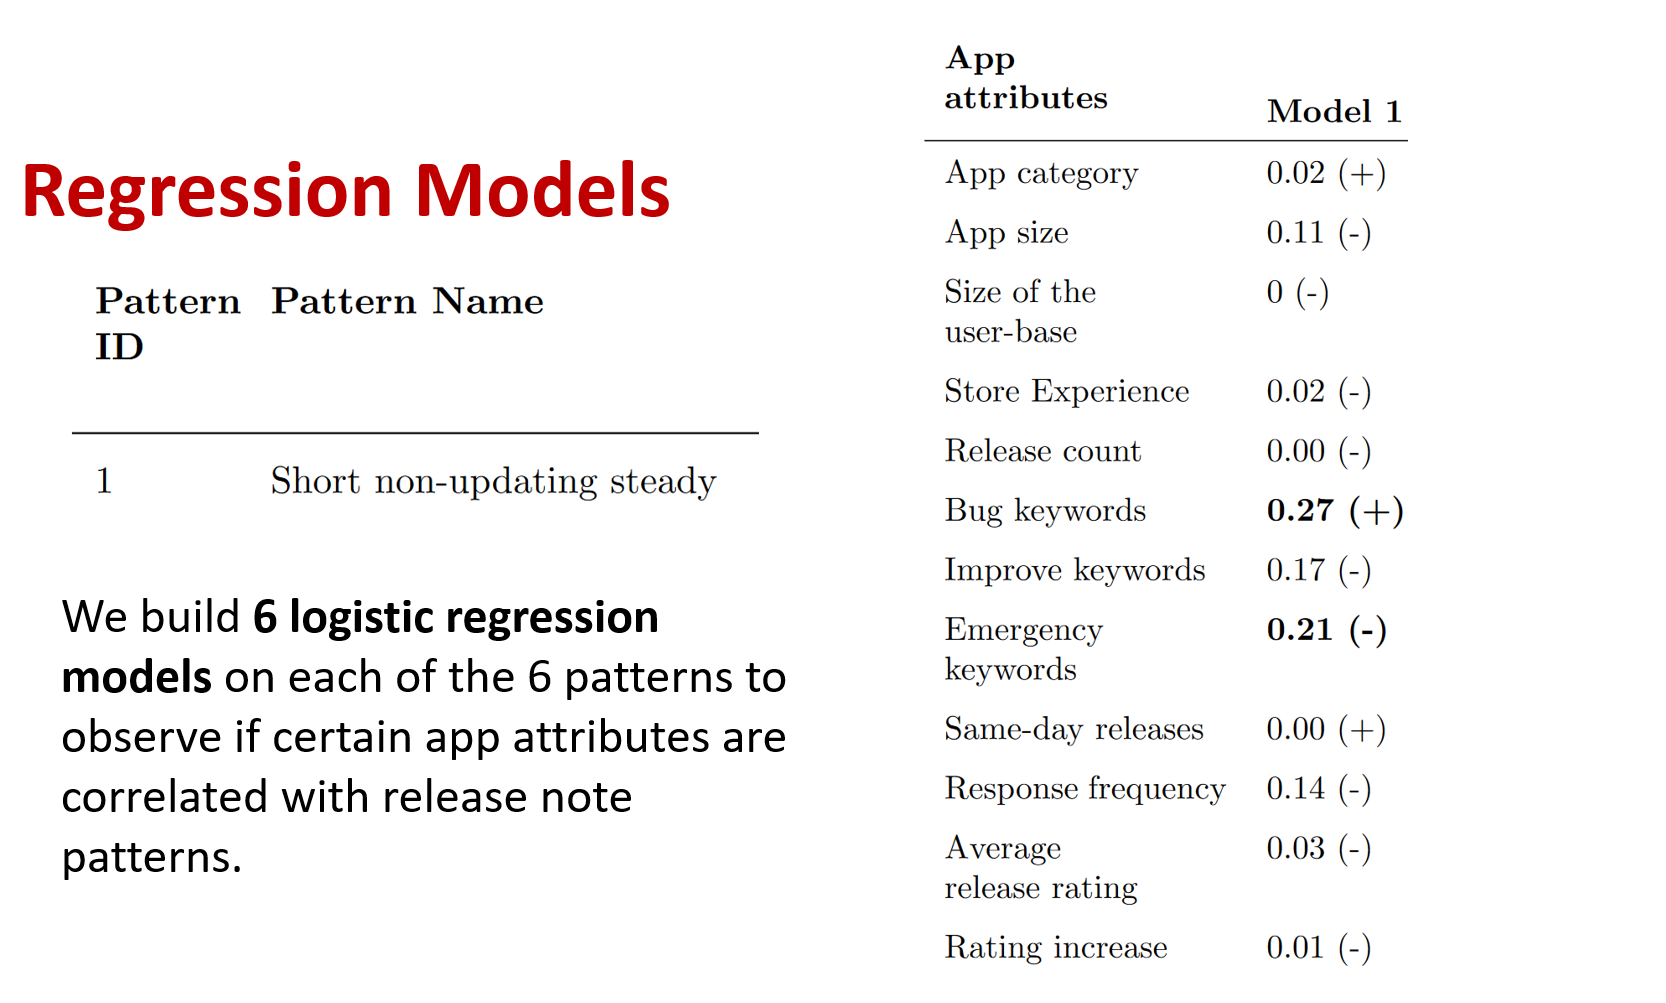 Regression Models
Pattern Pattern Name
ID
1 Short non-updating steady
We build 6 logistic regression
models on each of the 6 patterns to
observe if certain app attributes are
correlated with release note
patterns.
App
attributes
Model 1
App category 0.02 (+)
App size 0.11 (-)
Size of the 0 (-)
user-base
Store Experience 0.02 (-)
Release count 0.00 (-)
Bug keywords 0.27 (+)
Improve keywords 0.17 (-)
Emergency 0.21 (-)
keywords
Same-day releases 0.00 (+)
Response frequency 0.14 (-)
Average 0.03 (-)
release rating
Rating increase 0.01 (-)